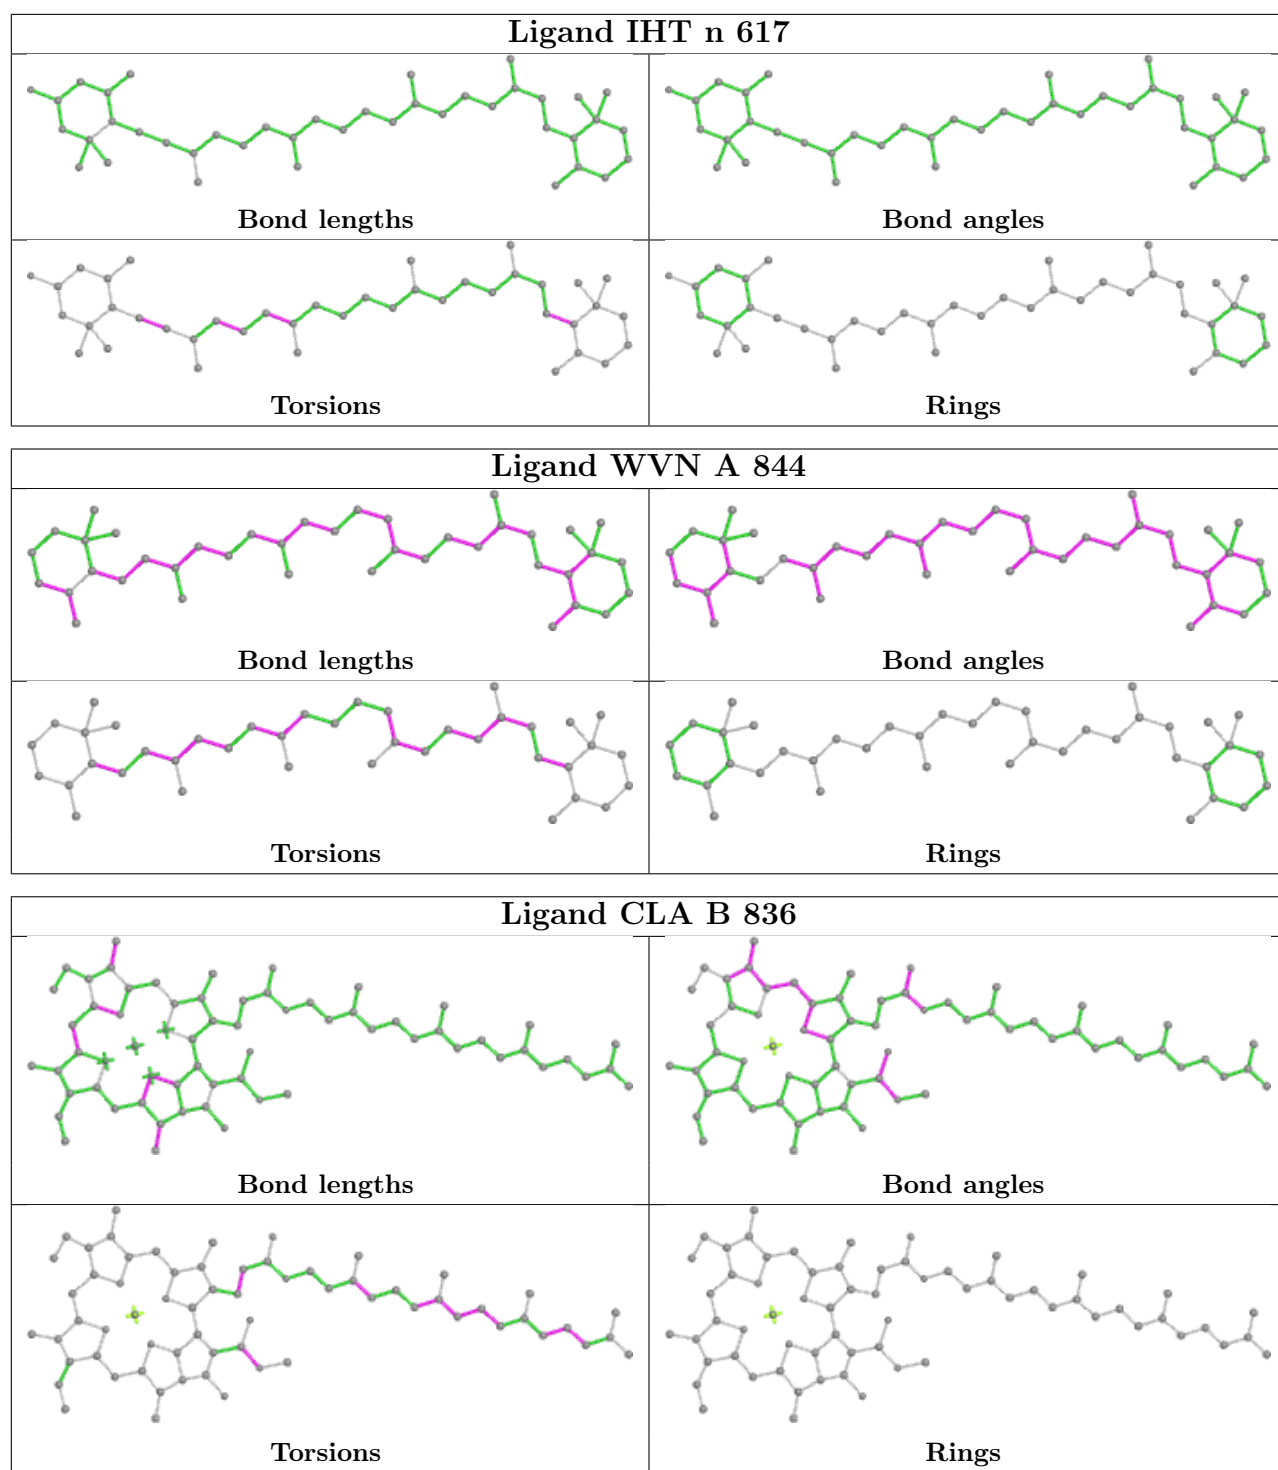 Ligand IHT n 617
Bond lengths
Bond angles
Torsions
Rings
Ligand WVN A 844
Bond lengths
Bond angles
Torsions
Rings
Ligand CLA B 836
Bond lengths
Bond angles
Torsions
Rings